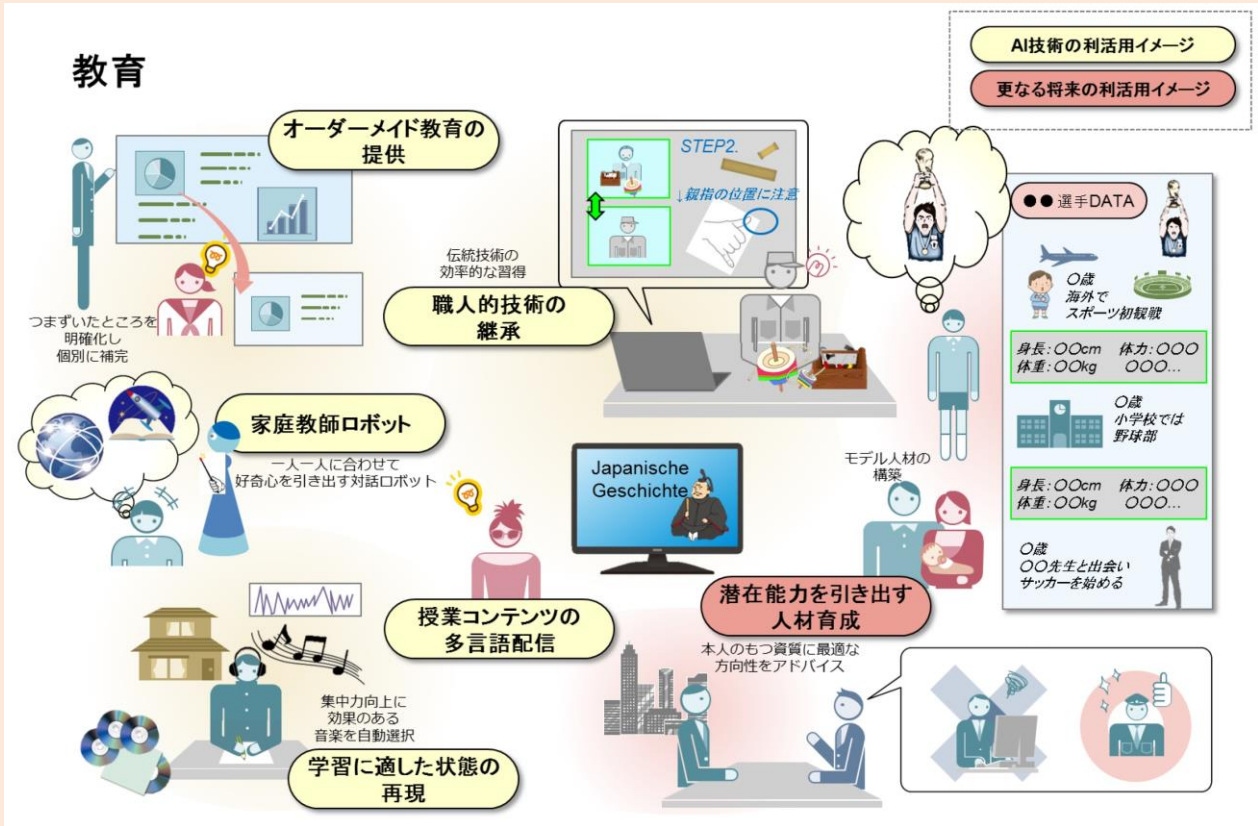 教育
AI技術の利活用イメージ
更なる将来の利活用イメージ
オーダーメイド教育の
提供
つまずいたところを
明確化し
個別に補完
STEP2.
↓親指の位置に注意
伝統技術の
効率的な習得
職人的技術の
継承
●● 選手DATA
〇歳
海外で
スポーツ初観戦
身長:〇〇cm 体力:〇〇〇
体重:〇〇kg 〇〇〇…
〇歳
小学校では
野球部
身長:〇〇cm 体力:〇〇〇
体重:〇〇kg 〇〇〇…
〇歳
〇〇先生と出会い
サッカーを始める
家庭教師ロボット
一人一人に合わせて
好奇心を引き出す対話ロボット
Japanische
Geschichte
モデル人材の
構築
授業コンテンツの
多言語配信
潜在能力を引き出す
人材育成
本人のもつ資質に最適な
方向性をアドバイス
集中力向上に
効果のある
音楽を自動選択
学習に適した状態の
再現